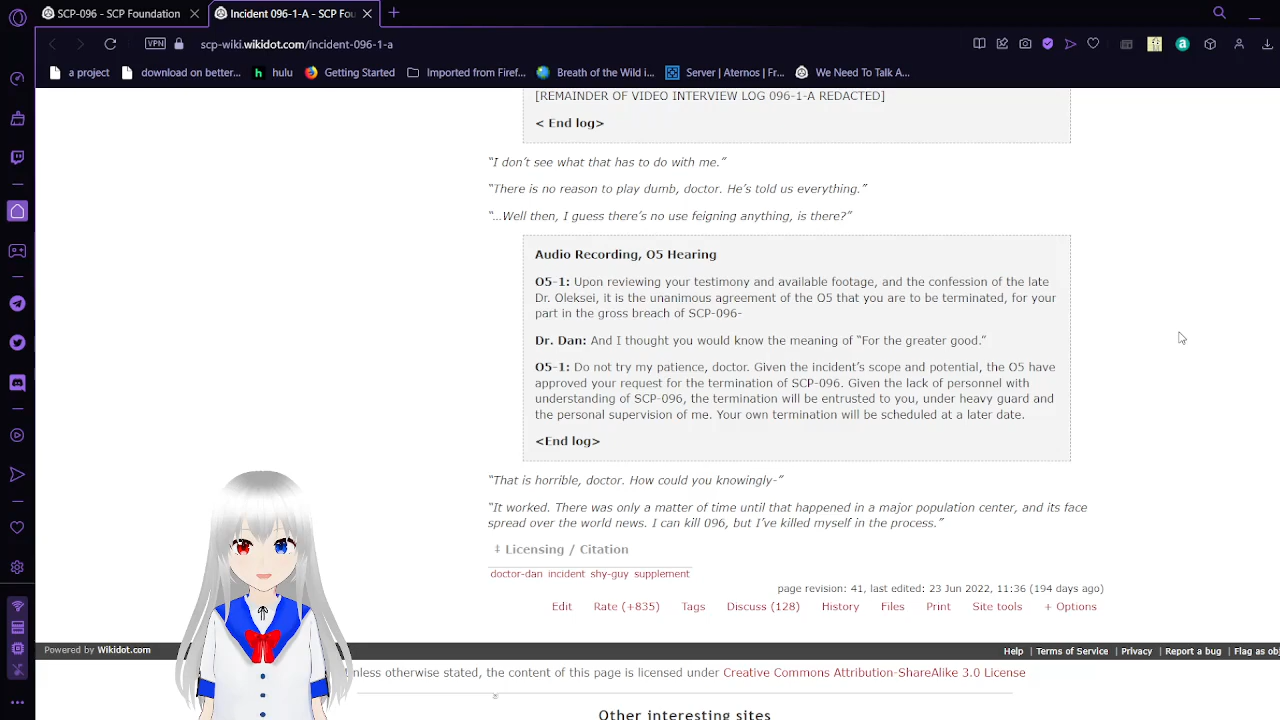 SCP-096 - SCP Foundation
Incident 096-1-A - SCP Fou
VPN
scp-wiki.wikidot.com/incident-096-1-a
a project
download on better...
hulu
Getting Started
Imported from Firef...
Breath of the Wild i...
Server | Aternos | Fr...
We Need To Talk A...
[REMAINDER OF VIDEO INTERVIEW LOG 096-1-A REDACTED]
< End log>
“I don’t see what that has to do with me.”
“There is no reason to play dumb, doctor. He’s told us everything.”
“…Well then, I guess there’s no use feigning anything, is there?”
Audio Recording, O5 Hearing
O5-1: Upon reviewing your testimony and available footage, and the confession of the late
Dr. Oleksei, it is the unanimous agreement of the O5 that you are to be terminated, for your
part in the gross breach of SCP-096-
Dr. Dan: And I thought you would know the meaning of “For the greater good.”
O5-1: Do not try my patience, doctor. Given the incident’s scope and potential, the O5 have
approved your request for the termination of SCP-096. Given the lack of personnel with
understanding of SCP-096, the termination will be entrusted to you, under heavy guard and
the personal supervision of me. Your own termination will be scheduled at a later date.
<End log>
“That is horrible, doctor. How could you knowingly-”
“It worked. There was only a matter of time until that happened in a major population center, and its face
spread over the world news. I can kill 096, but I’ve killed myself in the process.”
‡ Licensing / Citation
doctor-dan incident shy-guy supplement
page revision: 41, last edited: 23 Jun 2022, 11:36 (194 days ago)
Edit Rate (+835) Tags Discuss (128) History Files Print Site tools + Options
Powered by Wikidot.com
Help | Terms of Service | Privacy | Report a bug | Flag as ob
nless otherwise stated, the content of this page is licensed under Creative Commons Attribution-ShareAlike 3.0 License
Other interesting sites